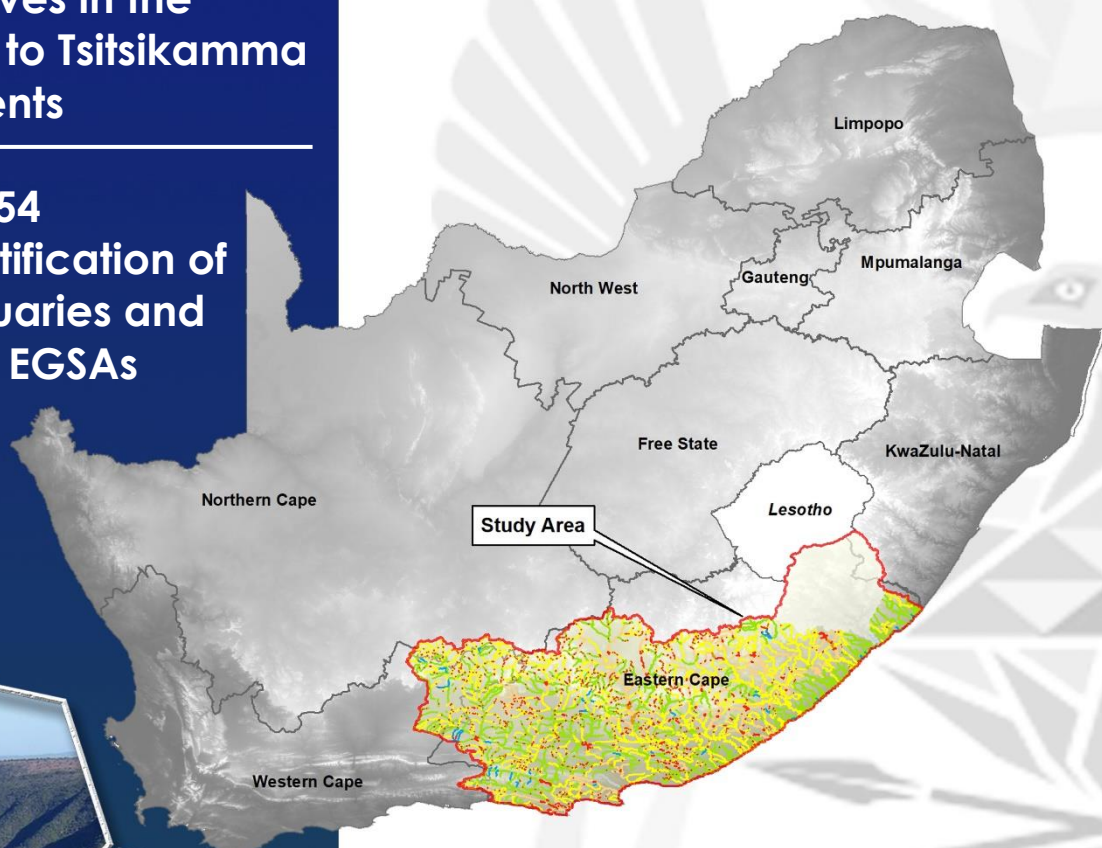 ves in the
to Tsitsikamma
ents
54
tification of
uaries and
EGSAs
Limpopo
North West
Gauteng
Mpumalanga
Free State
KwaZulu-Natal
Northern Cape
Lesotho
Study Area
Eastern Cape
Western Cape